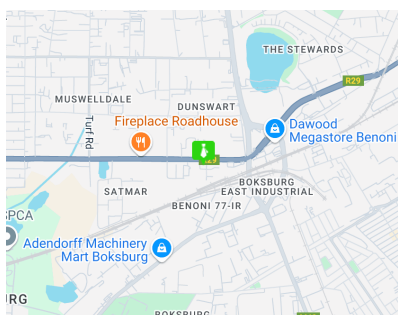 THE STEWARDS
R29
MUSWELLDALE
DUNSWART
Fireplace Roadhouse
Turf Rd
Dawood
Megastore Benoni
SATMAR
BOKSBURG
EAST INDUSTRIAL
BENONI 77-IR
SPCA
Adendorff Machinery
Mart Boksburg
BOKSBURG